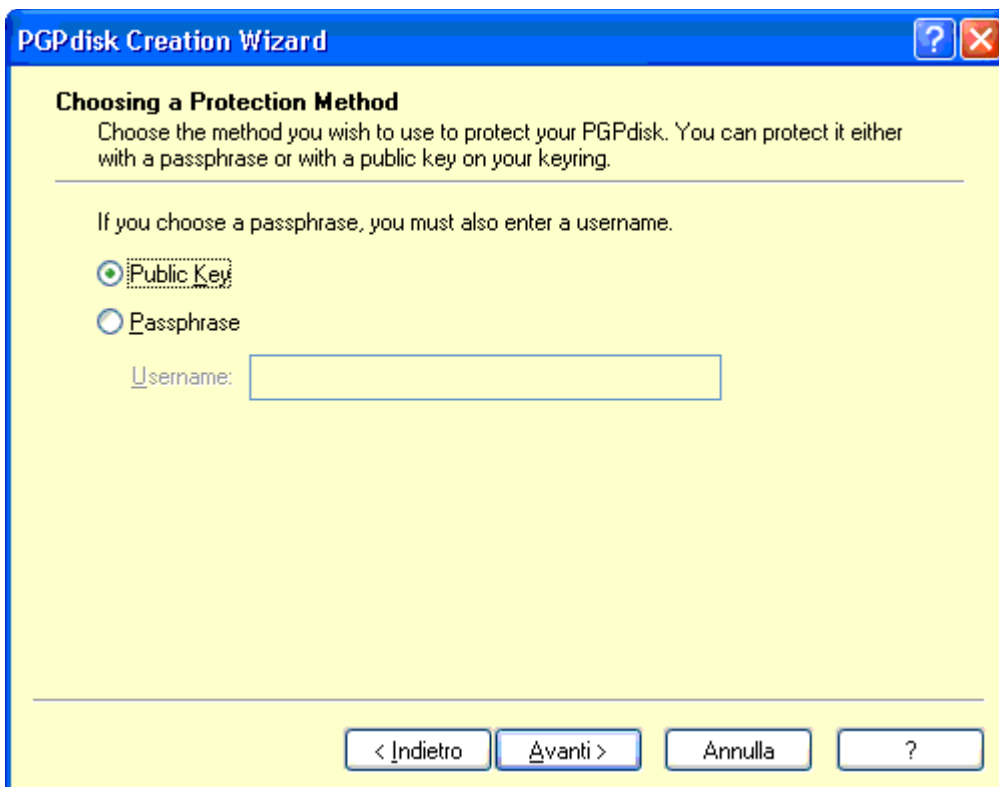 PGPdisk Creation Wizard
?
Choosing a Protection Method
Choose the method you wish to use to protect your PGPdisk. You can protect it either
with a passphrase or with a public key on your keyring.
If you choose a passphrase, you must also enter a username.
Public Key
Passphrase
Username:
< Indietro Avanti > Annulla ?